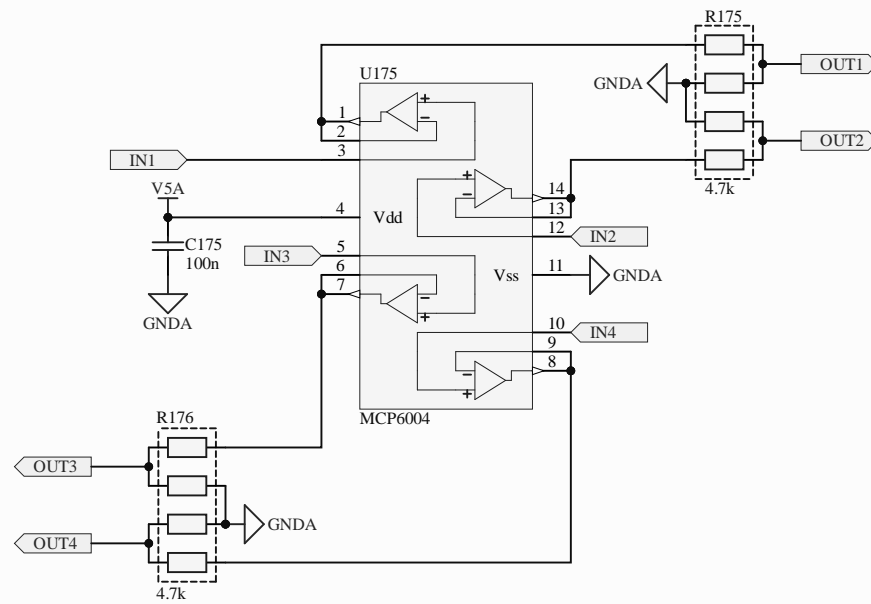 R175
U175
OUT1
GNDA
1
+
−
2
3
IN1
OUT2
4.7k
+
−
14
13
V5A
4
Vdd
12
IN2
C175
100n
IN3
5
6
7
−
+
Vss
11
GNDA
GNDA
10
IN4
9
8
−
+
MCP6004
R176
OUT3
GNDA
OUT4
4.7k